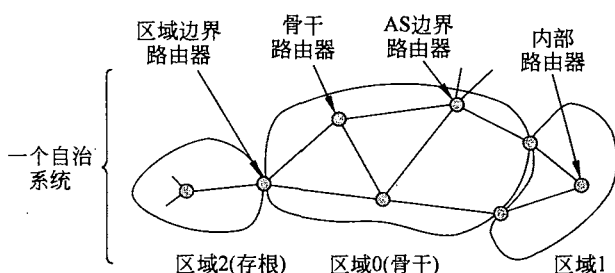 区域边界
路由器
骨干
路由器
AS边界
路由器
内部
路由器
一个自治
系统
区域2(存根)
区域0(骨干)
区域1